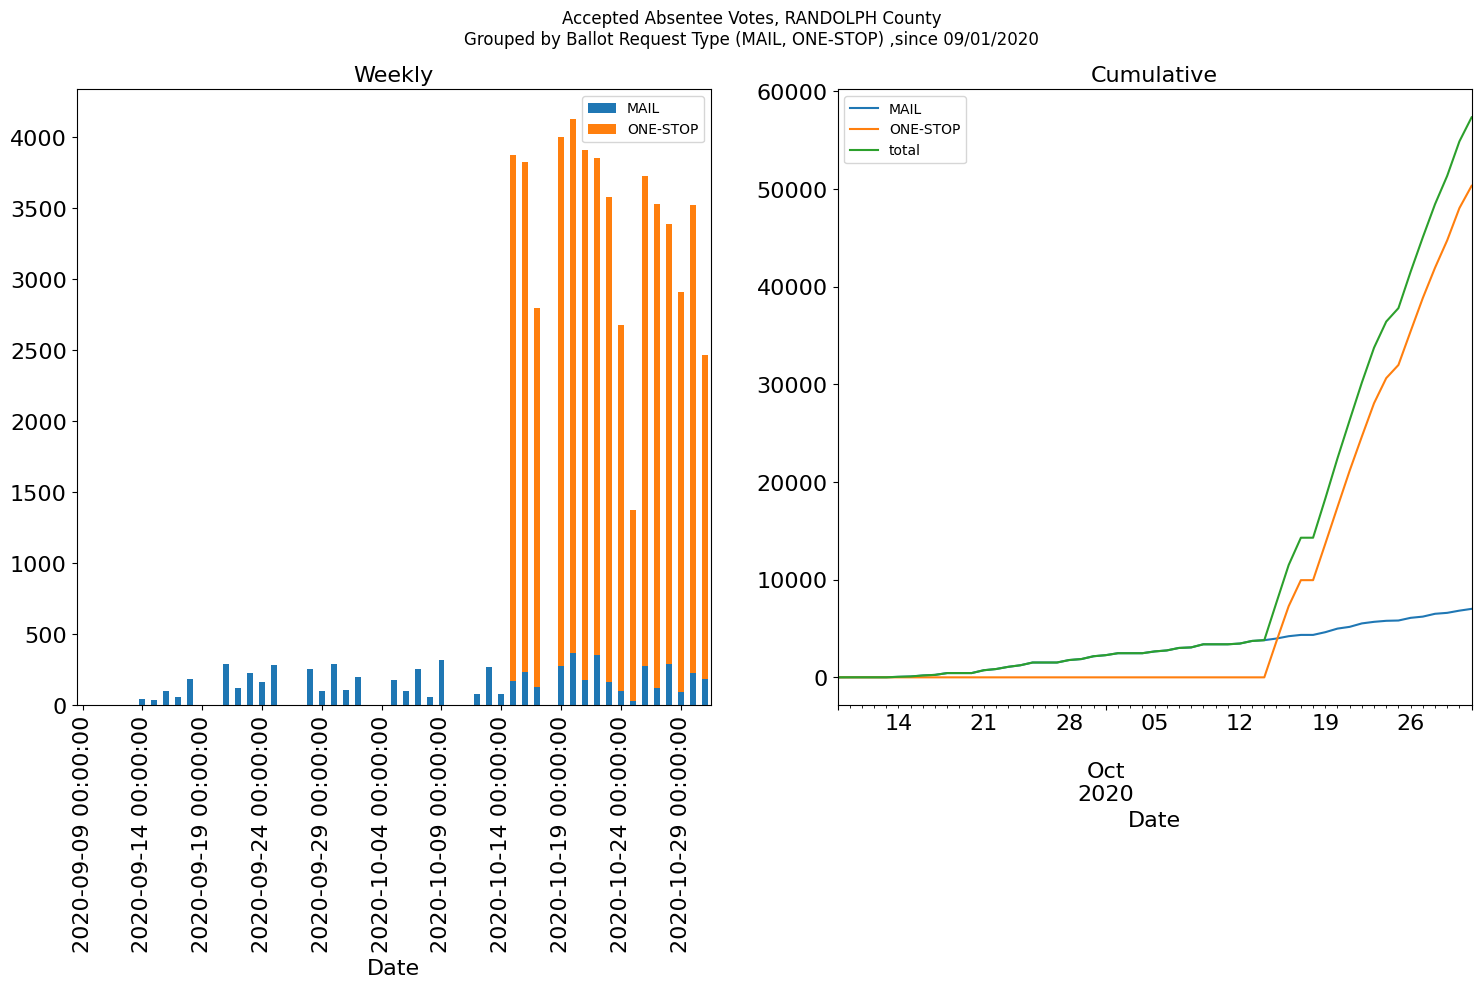 Accepted Absentee Votes, RANDOLPH County
Grouped by Ballot Request Type (MAIL, ONE-STOP) ,since 09/01/2020
Weekly
MAIL
ONE-STOP
4000
3500
3000
2500
2000
1500
1000
500
0
2020-09-09 00:00:00
2020-09-14 00:00:00
2020-09-19 00:00:00
2020-09-24 00:00:00
2020-09-29 00:00:00
2020-10-04 00:00:00
2020-10-09 00:00:00
2020-10-14 00:00:00
2020-10-19 00:00:00
2020-10-24 00:00:00
2020-10-29 00:00:00
Date
Cumulative
MAIL
ONE-STOP
total
60000
50000
40000
30000
20000
10000
0
14 21 28 05 12 19 26
Oct
2020
Date